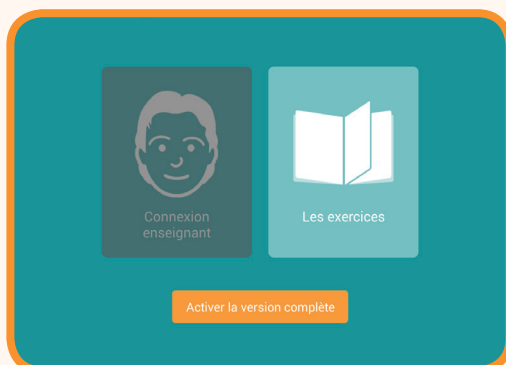 Connexion
enseignant
Les exercices
Activer la version complète